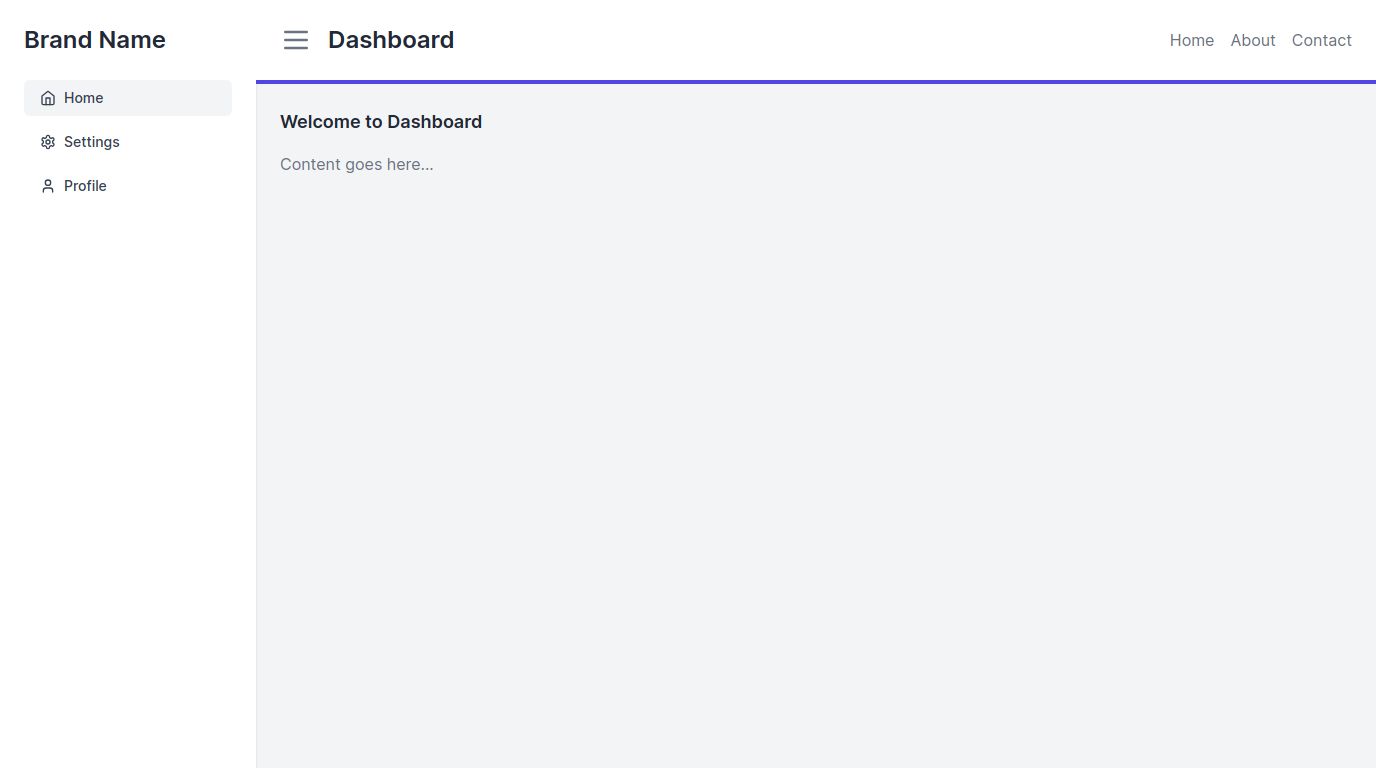 Brand Name
Home
Settings
Profile
Dashboard
Home About Contact
Welcome to Dashboard
Content goes here...